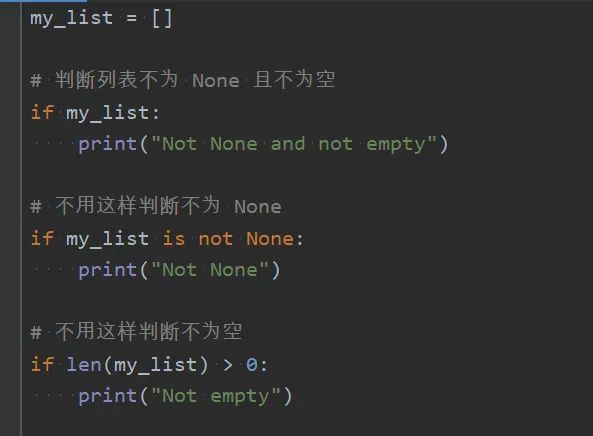 my_list = []
# 判断列表不为 None 且不为空
if my_list:
    print("Not None and not empty")
# 不用这样判断不为 None
if my_list is not None:
    print("Not None")
# 不用这样判断不为空
if len(my_list) > 0:
    print("Not empty")